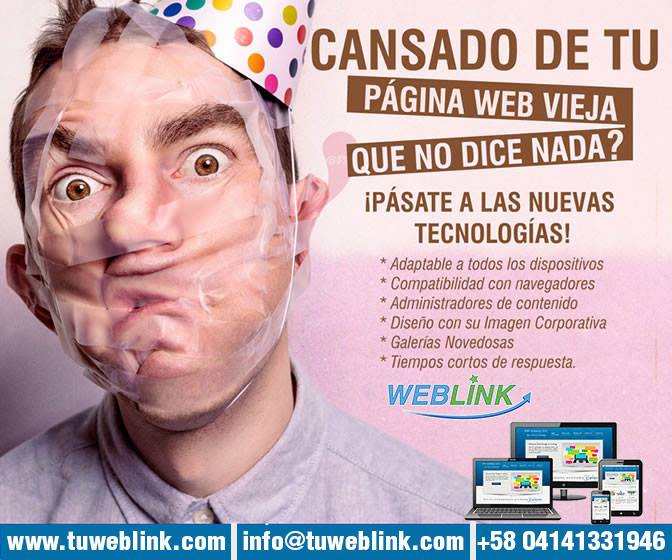 CANSADO DE TU
PÁGINA WEB VIEJA
QUE NO DICE NADA?
¡PÁSATE A LAS NUEVAS
TECNOLOGÍAS!
* Adaptable a todos los dispositivos
* Compatibilidad con navegadores
* Administradores de contenido
* Diseño con su Imagen Corporativa
* Galerías Novedosas
* Tiempos cortos de respuesta.
WEBLINK
www.tuweblink.com info@tuweblink.com +58 04141331946